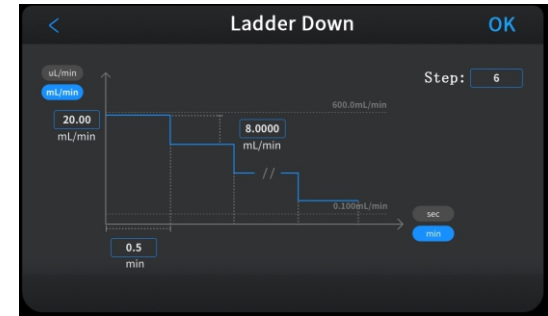 < Ladder Down OK
uL/min
mL/min
Step: 6
600.0mL/min
20.00
mL/min
8.0000
mL/min
//
0.100mL/min
sec
min
0.5
min